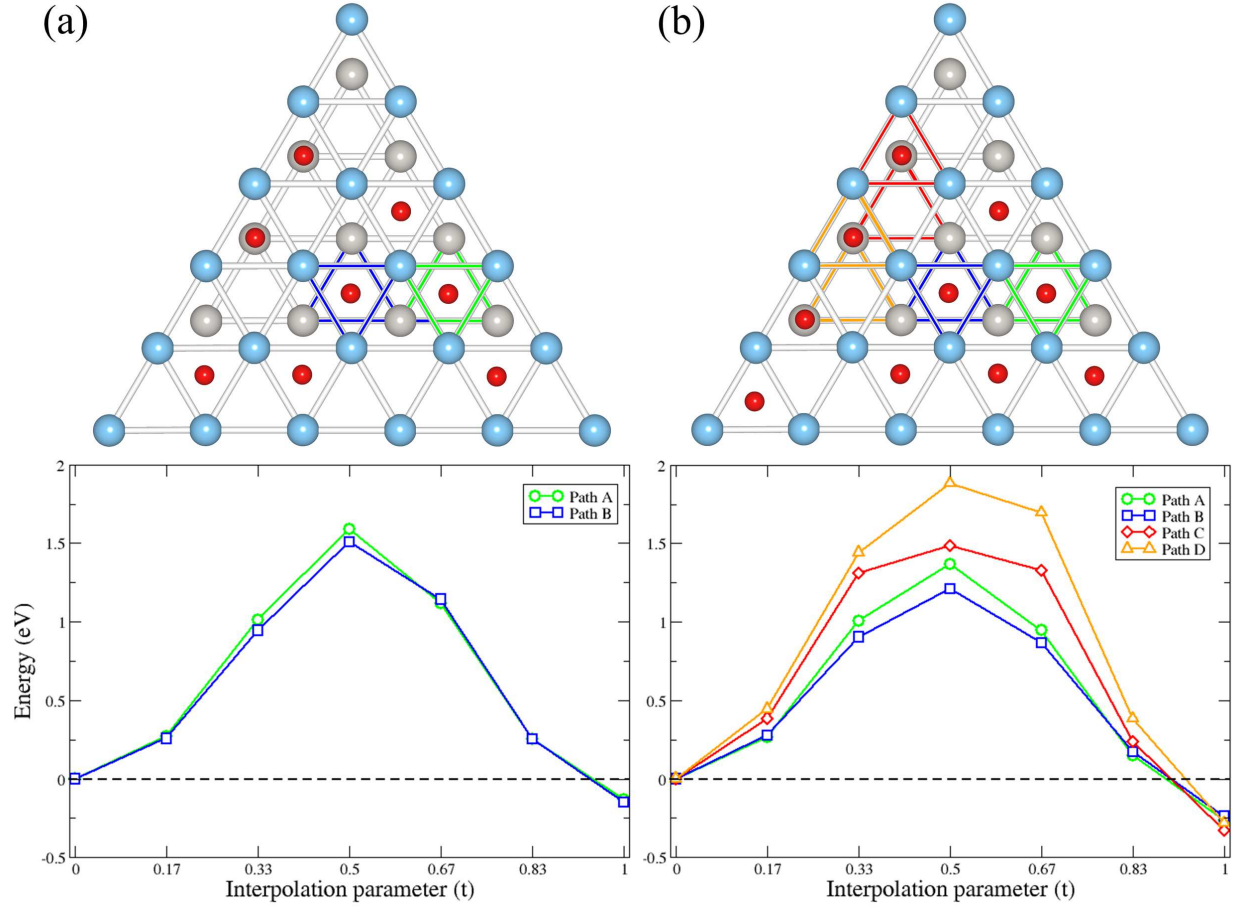 (a)
(b)
2
1.5
1
0.5
0
-0.5
Energy (eV)
Path A
Path B
0
0.17
0.33
0.5
0.67
0.83
1
Interpolation parameter (t)
2
1.5
1
0.5
0
-0.5
Path A
Path B
Path C
Path D
0
0.17
0.33
0.5
0.67
0.83
1
Interpolation parameter (t)